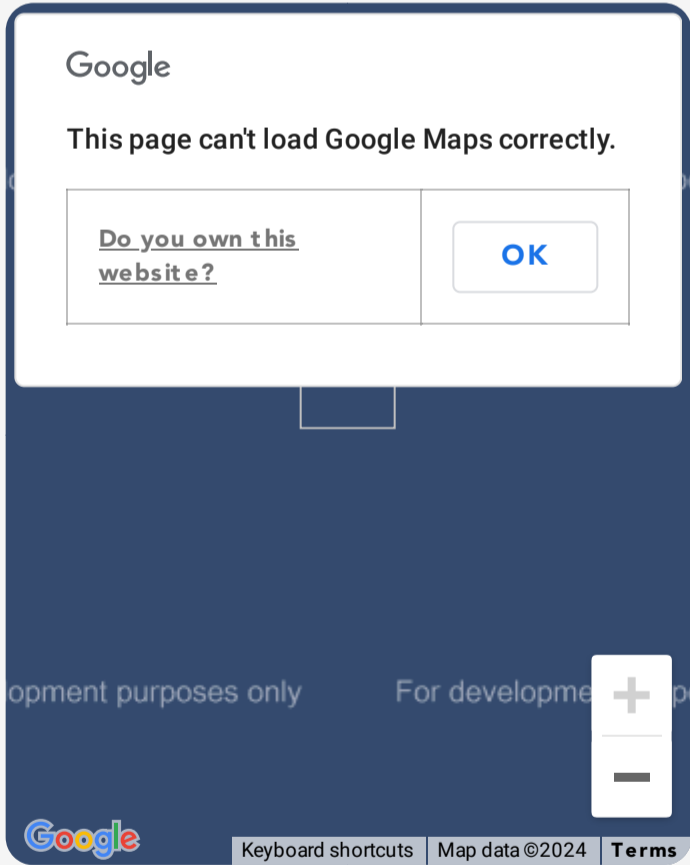 Google
This page can't load Google Maps correctly.
Do you own this
website?
OK
opment purposes only
For developme
Google
Keyboard shortcuts
Map data ©2024
Terms